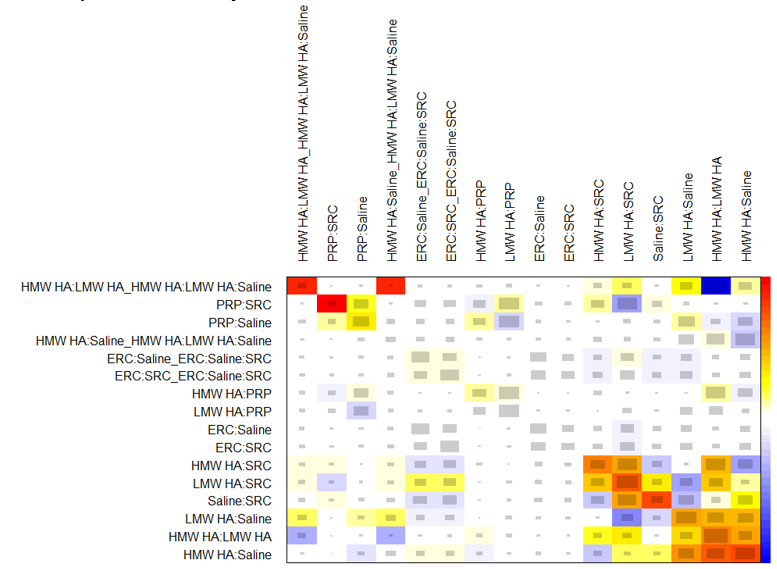 HMW HA:LMW HA_HMW HA:LMW HA:Saline
PRP:SRC
PRP:Saline
HMW HA:Saline_HMW HA:LMW HA:Saline
ERC:Saline_ERC:Saline:SRC
ERC:SRC_ERC:Saline:SRC
HMW HA:PRP
LMW HA:PRP
ERC:Saline
ERC:SRC
HMW HA:SRC
LMW HA:SRC
Saline:SRC
LMW HA:Saline
HMW HA:LMW HA
HMW HA:Saline
HMW HA:LMW HA_HMW HA:LMW HA:Saline
PRP:SRC
PRP:Saline
HMW HA:Saline_HMW HA:LMW HA:Saline
ERC:Saline_ERC:Saline:SRC
ERC:SRC_ERC:Saline:SRC
HMW HA:PRP
LMW HA:PRP
ERC:Saline
ERC:SRC
HMW HA:SRC
LMW HA:SRC
Saline:SRC
LMW HA:Saline
HMW HA:LMW HA
HMW HA:Saline